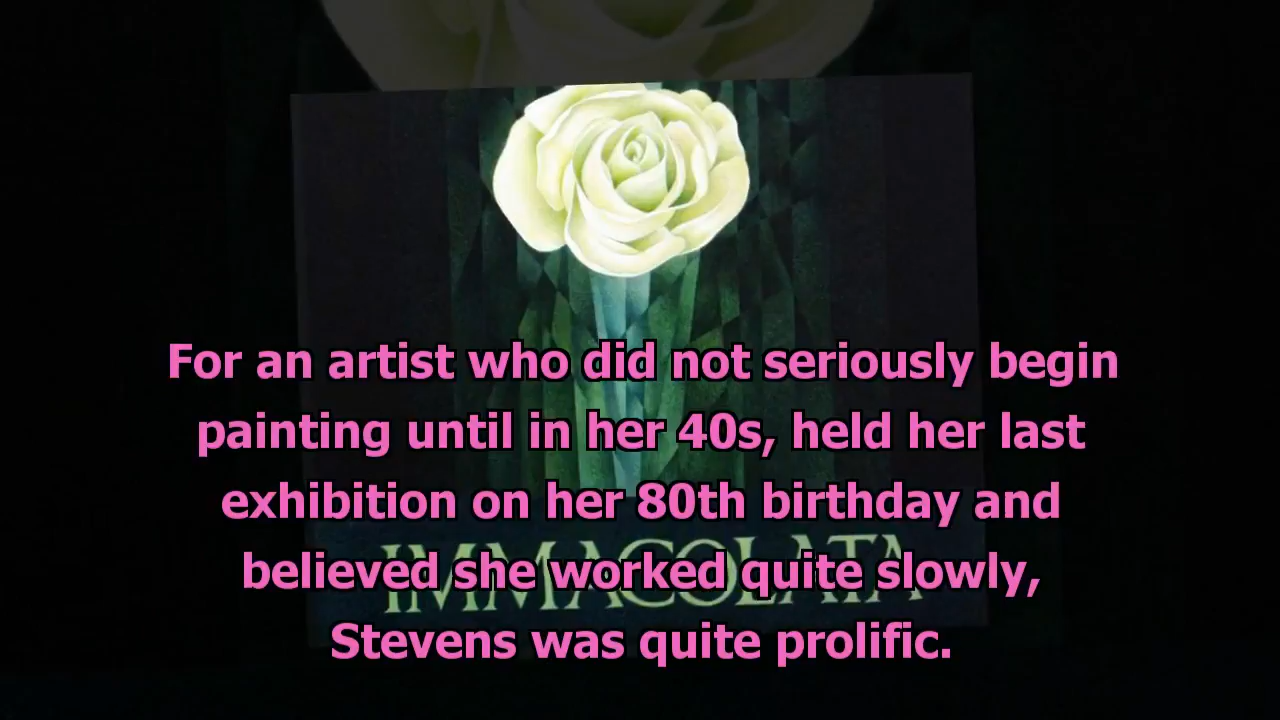 For an artist who did not seriously begin
painting until in her 40s, held her last
exhibition on her 80th birthday and
believed she worked quite slowly,
IMMACOLATA
Stevens was quite prolific.